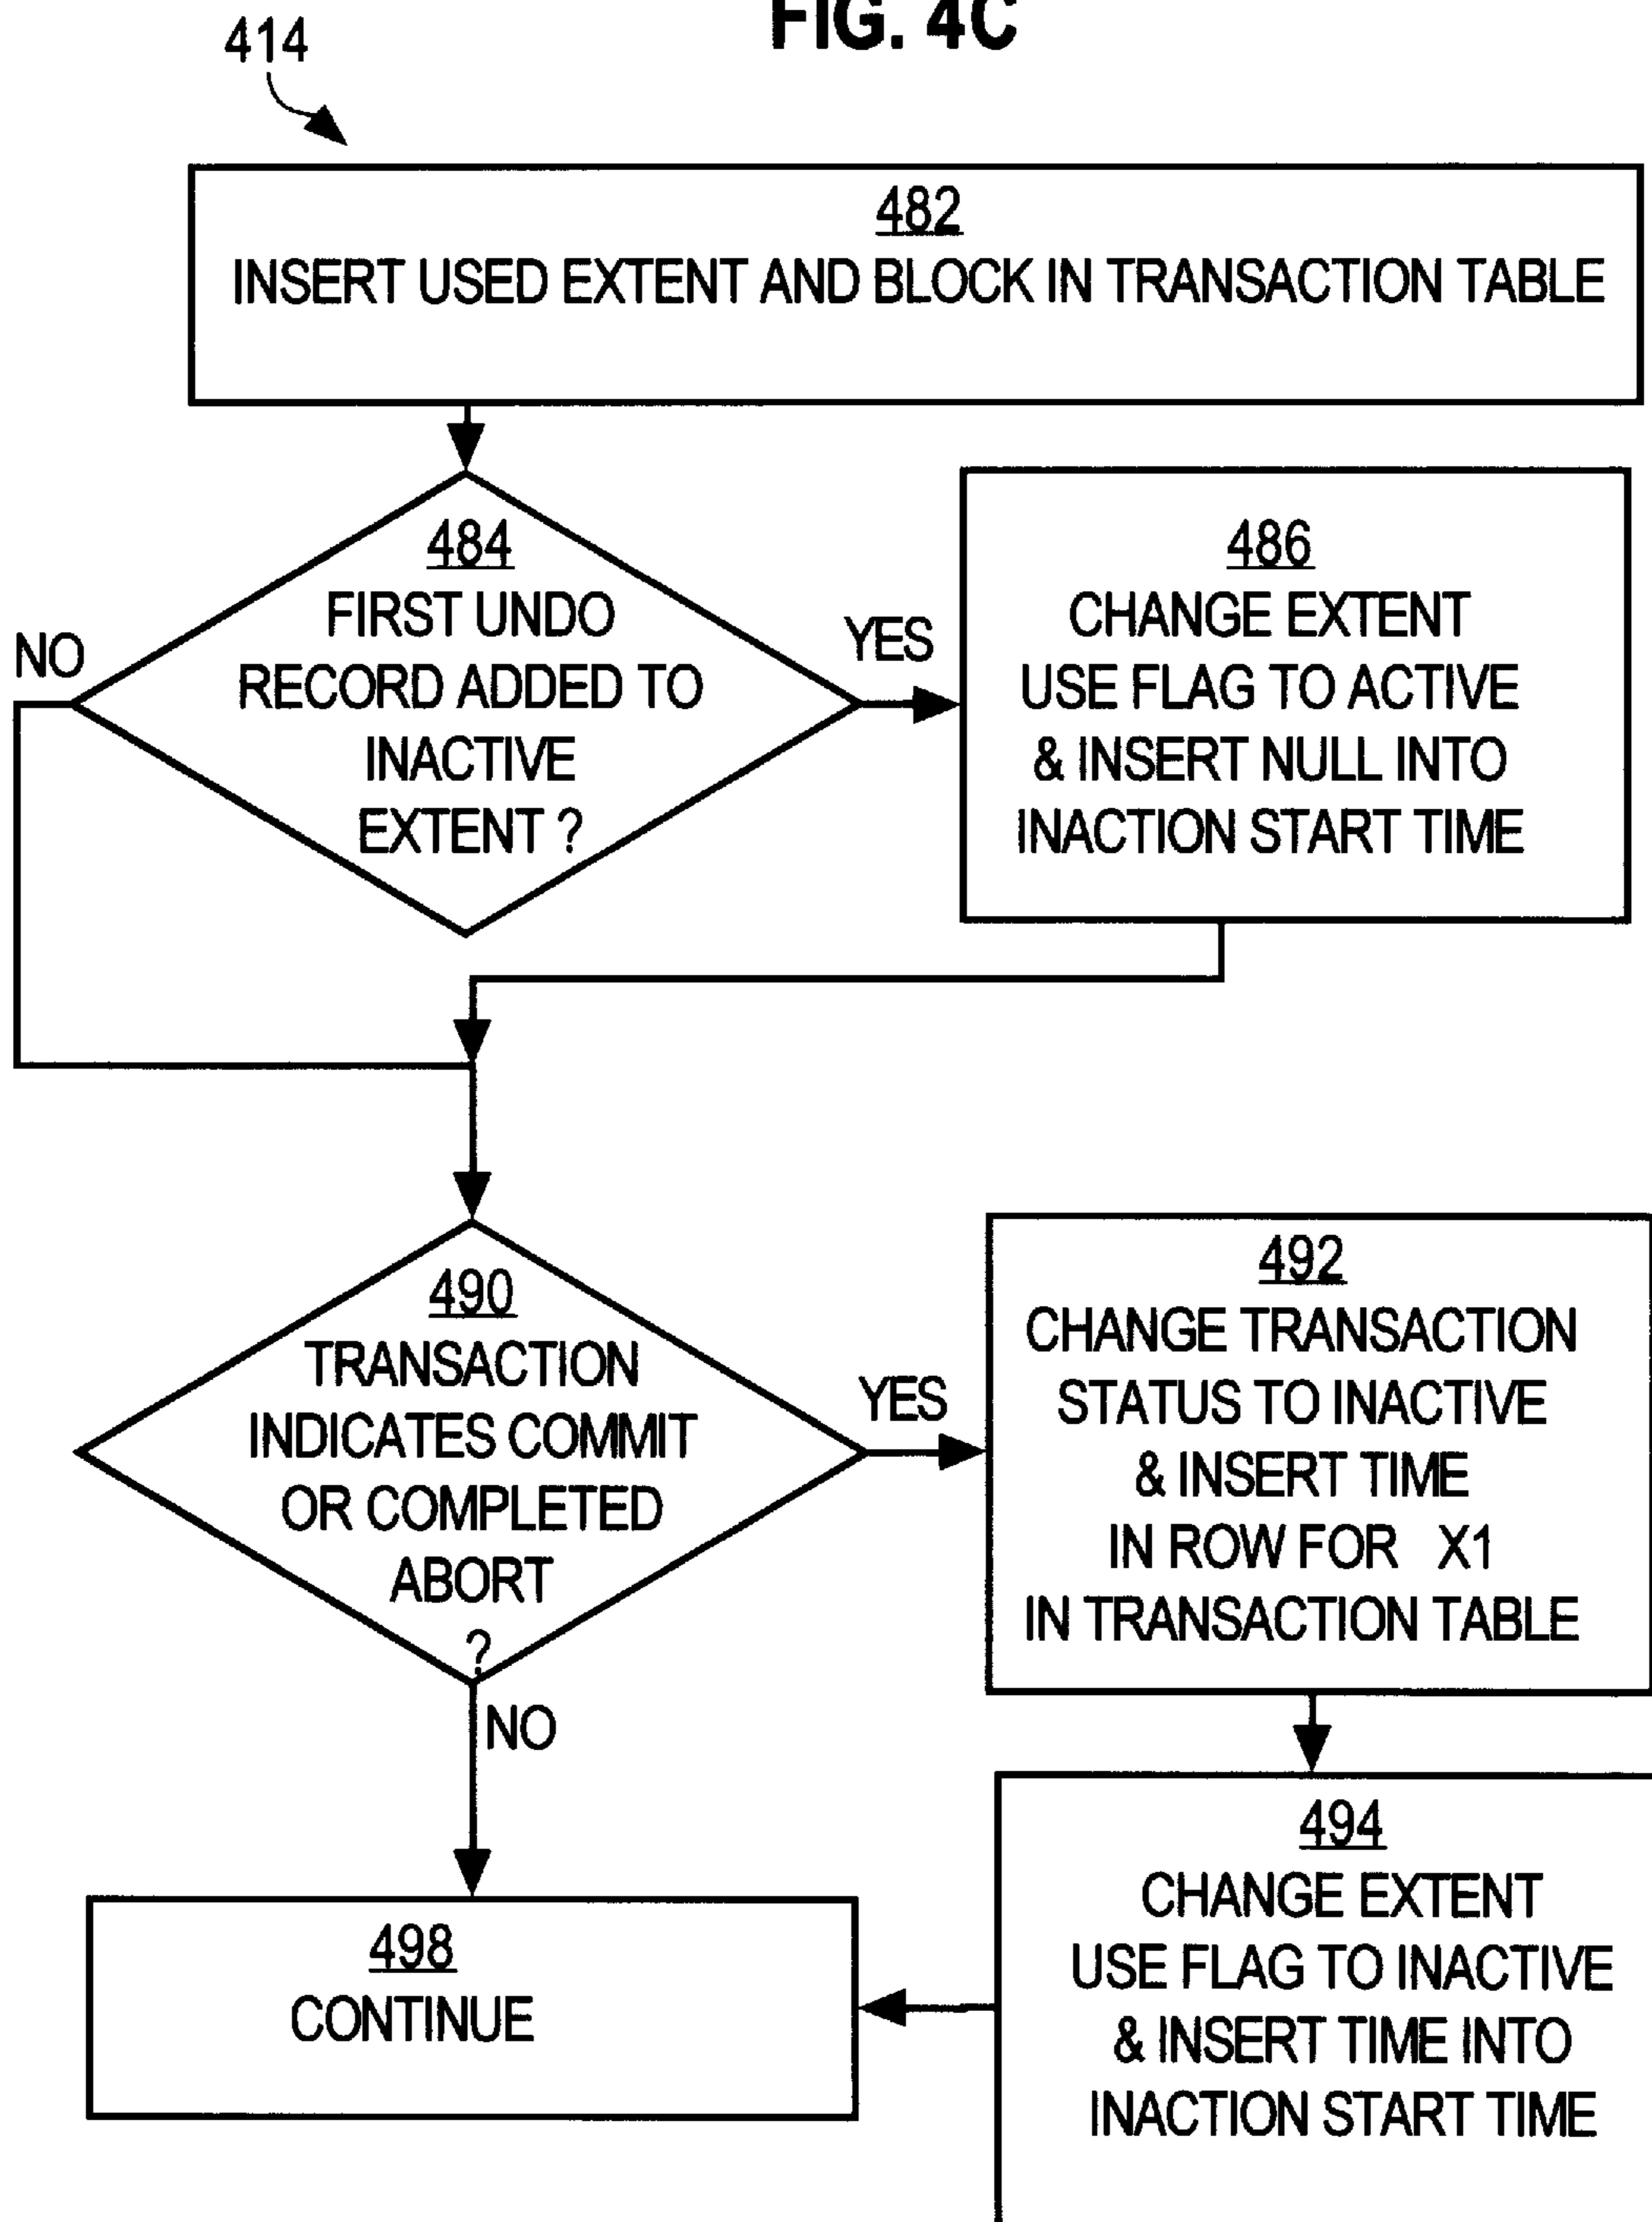 FIG. 4C
414
482
INSERT USED EXTENT AND BLOCK IN TRANSACTION TABLE
484
FIRST UNDO
RECORD ADDED TO
INACTIVE
EXTENT ?
NO
YES
486
CHANGE EXTENT
USE FLAG TO ACTIVE
& INSERT NULL INTO
INACTION START TIME
490
TRANSACTION
INDICATES COMMIT
OR COMPLETED
ABORT
?
YES
NO
492
CHANGE TRANSACTION
STATUS TO INACTIVE
& INSERT TIME
IN ROW FOR X1
IN TRANSACTION TABLE
494
CHANGE EXTENT
USE FLAG TO INACTIVE
& INSERT TIME INTO
INACTION START TIME
498
CONTINUE